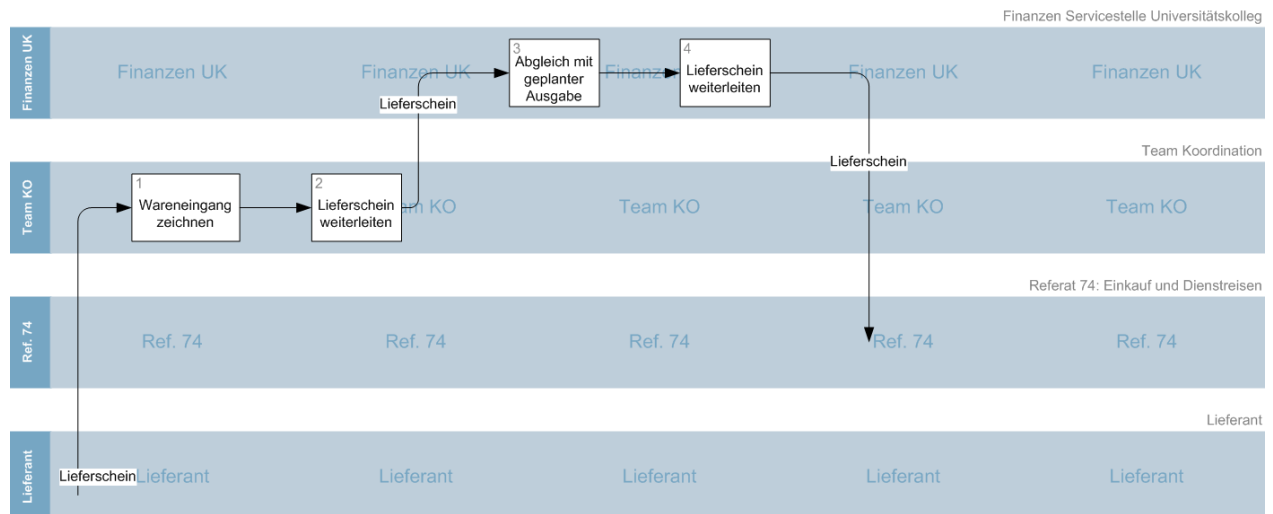 Finanzen Servicestelle Universitätskolleg
Finanzen UK
Finanzen UK
Finanzen UK
Finanzen UK
Finanzen UK
Finanzen UK
3
Abgleich mit
geplanter
Ausgabe
4
Lieferschein
weiterleiten
Lieferschein
Team Koordination
Lieferschein
Team KO
1
Wareneingang
zeichnen
2
Lieferschein
weiterleiten
Team KO
Team KO
Team KO
Team KO
Referat 74: Einkauf und Dienstreisen
Ref. 74
Ref. 74
Ref. 74
Ref. 74
Ref. 74
Ref. 74
Lieferant
Lieferant
Lieferschein
Lieferant
Lieferant
Lieferant
Lieferant
Lieferant